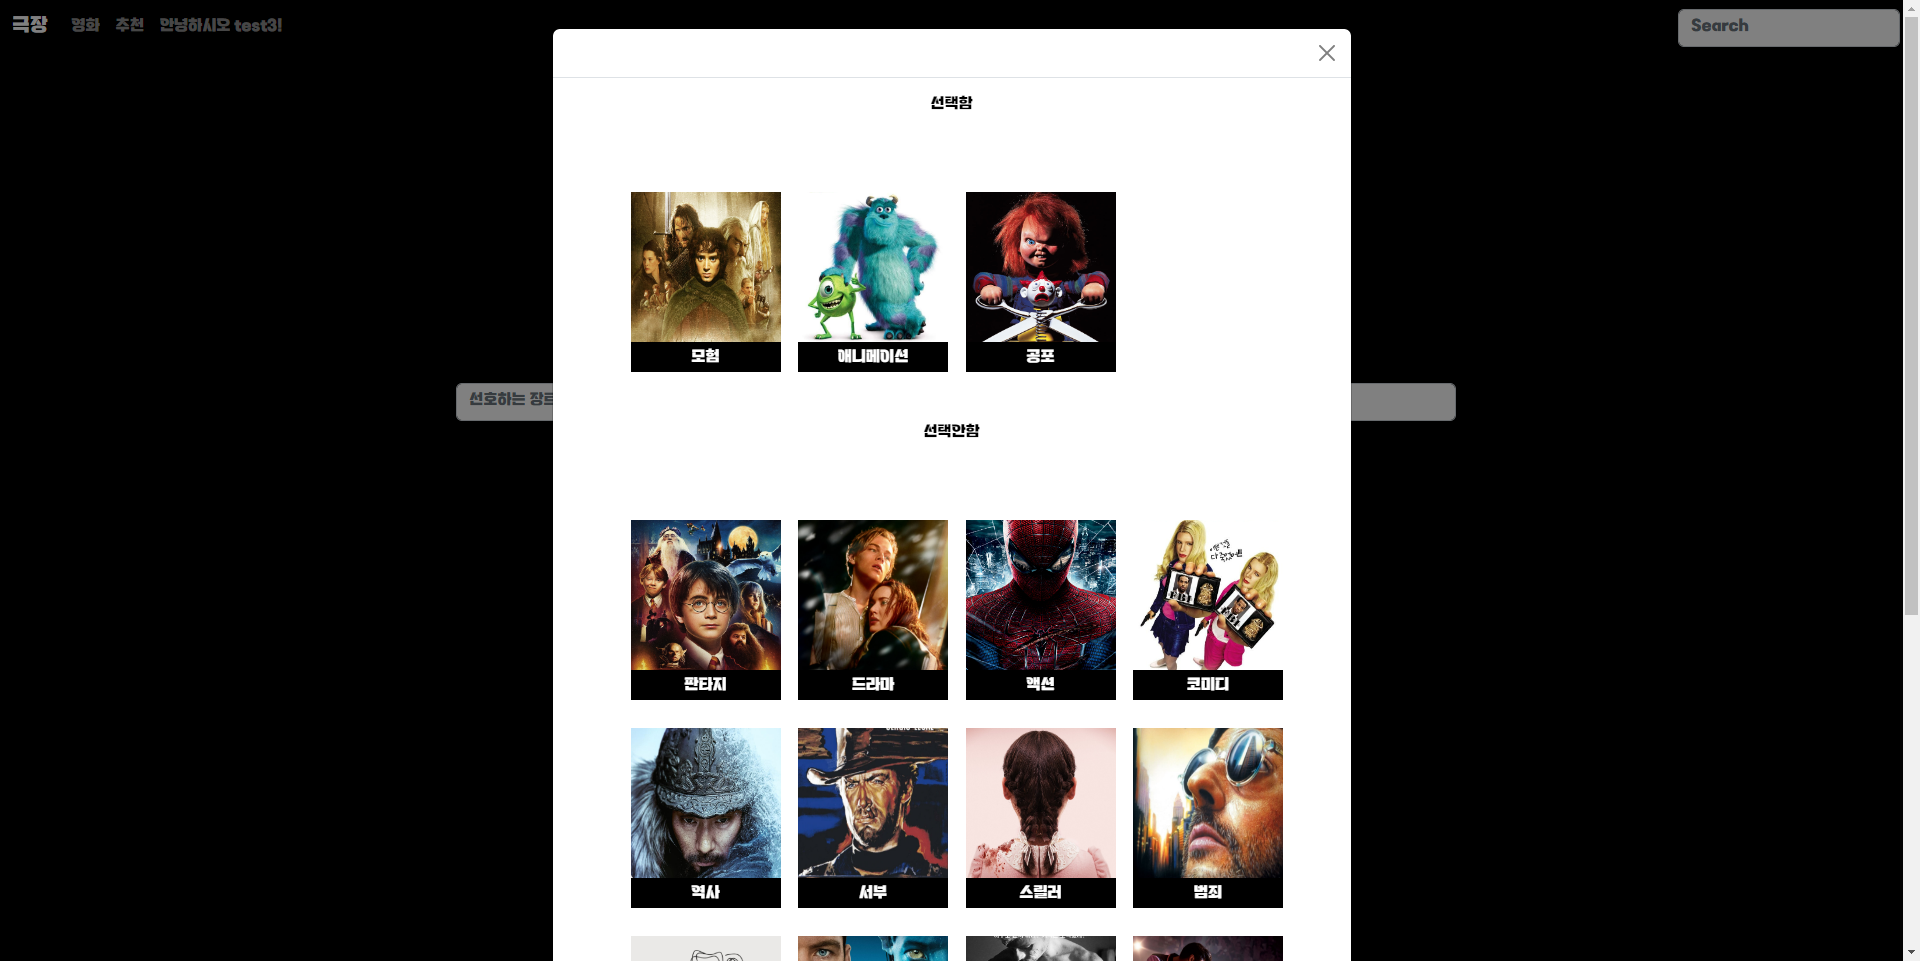 극장 영화 추천 안녕하시오 test3! Search
선택함
모험 애니메이션 공포
선호하는 장르
선택안함
판타지 드라마 액션 코미디
역사 서부 스릴러 범죄